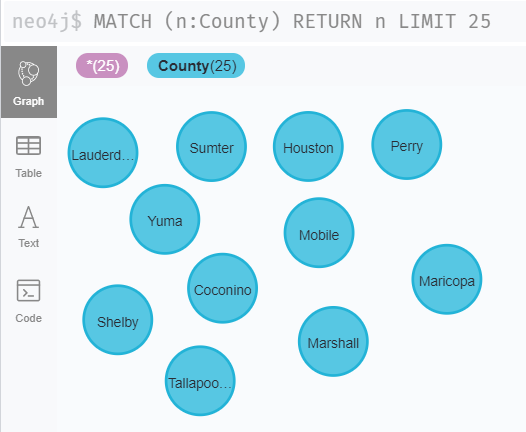 neo4j$ MATCH (n:County) RETURN n LIMIT 25
*(25) County(25)
Graph
Table
Text
Code
Lauderd…
Sumter
Houston
Perry
Yuma
Mobile
Coconino
Maricopa
Shelby
Marshall
Tallapoo…